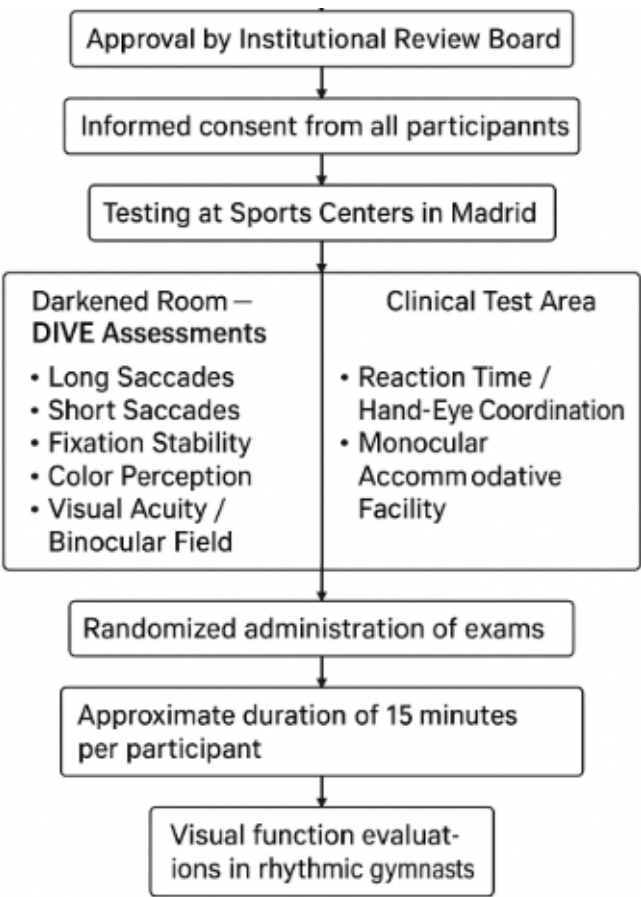 Approval by Institutional Review Board
Informed consent from all participannts
Testing at Sports Centers in Madrid
Darkened Room —
DIVE Assessments
• Long Saccades
• Short Saccades
• Fixation Stability
• Color Perception
• Visual Acuity /
Binocular Field
Clinical Test Area
• Reaction Time /
Hand-Eye Coordination
• Monocular
Accommodative
Facility
Randomized administration of exams
Approximate duration of 15 minutes
per participant
Visual function evaluat-
ions in rhythmic gymnasts